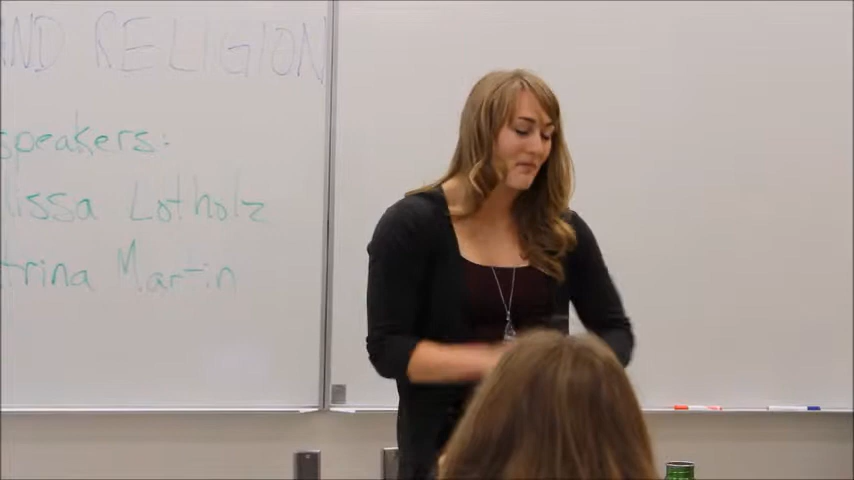 ND RELIGION
speakers:
lissa Lotholz
trina Martin